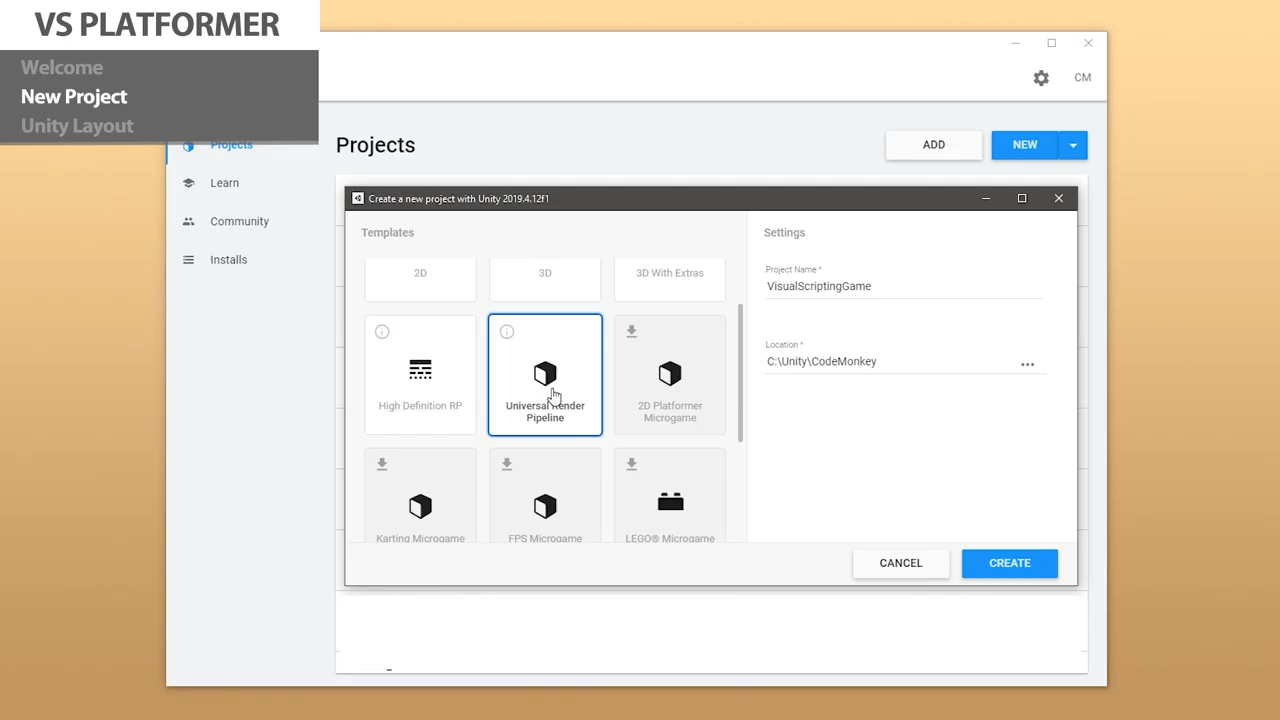 VS PLATFORMER
Welcome
New Project
Unity Layout
CM
Projects
Learn
Community
Installs
Projects
ADD
NEW
Create a new project with Unity 2019.4.12f1
Templates
2D
3D
3D With Extras
High Definition RP
Universal Render
Pipeline
2D Platformer
Microgame
Karting Microgame
FPS Microgame
LEGO® Microgame
Settings
Project Name *
VisualScriptingGame
Location *
C:\Unity\CodeMonkey
CANCEL
CREATE